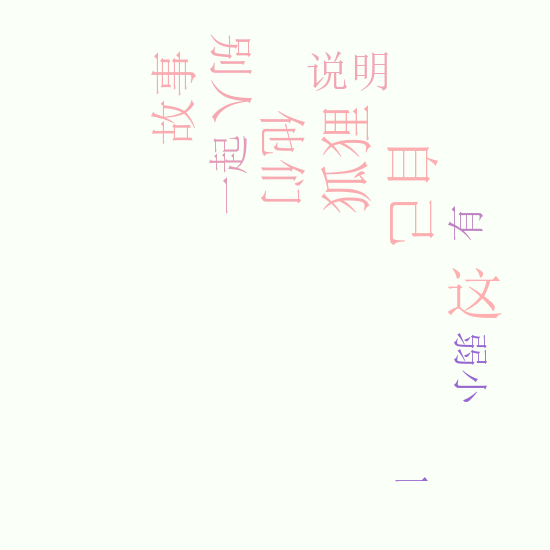 故事
别人
说明
一起
他们
狐狸
自己
有
这
弱小
一